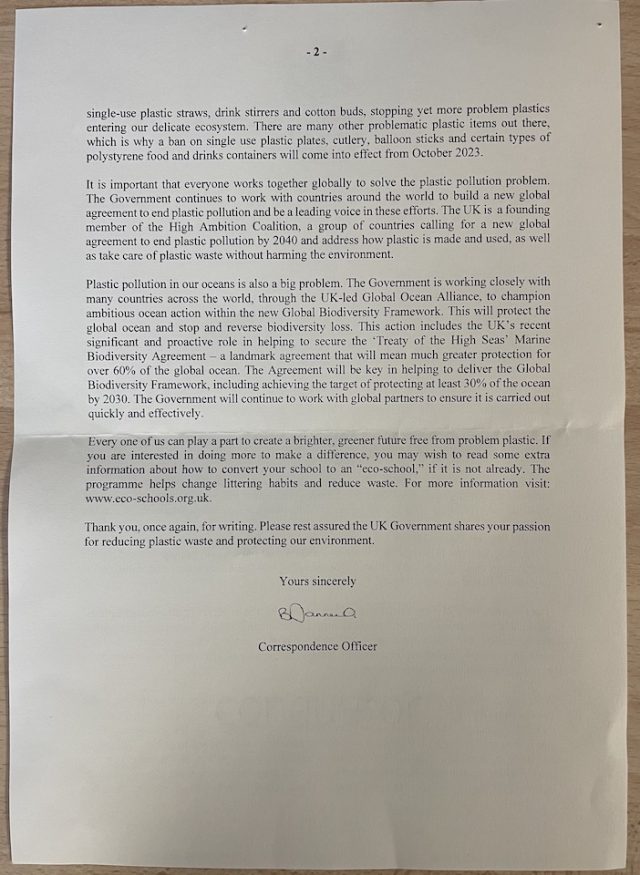 - 2 -
single-use plastic straws, drink stirrers and cotton buds, stopping yet more problem plastics
entering our delicate ecosystem. There are many other problematic plastic items out there,
which is why a ban on single use plastic plates, cutlery, balloon sticks and certain types of
polystyrene food and drinks containers will come into effect from October 2023.
It is important that everyone works together globally to solve the plastic pollution problem.
The Government continues to work with countries around the world to build a new global
agreement to end plastic pollution and be a leading voice in these efforts. The UK is a founding
member of the High Ambition Coalition, a group of countries calling for a new global
agreement to end plastic pollution by 2040 and address how plastic is made and used, as well
as take care of plastic waste without harming the environment.
Plastic pollution in our oceans is also a big problem. The Government is working closely with
many countries across the world, through the UK-led Global Ocean Alliance, to champion
ambitious ocean action within the new Global Biodiversity Framework. This will protect the
global ocean and stop and reverse biodiversity loss. This action includes the UK's recent
significant and proactive role in helping to secure the 'Treaty of the High Seas' Marine
Biodiversity Agreement – a landmark agreement that will mean much greater protection for
over 60% of the global ocean. The Agreement will be key in helping to deliver the Global
Biodiversity Framework, including achieving the target of protecting at least 30% of the ocean
by 2030. The Government will continue to work with global partners to ensure it is carried out
quickly and effectively.
Every one of us can play a part to create a brighter, greener future free from problem plastic. If
you are interested in doing more to make a difference, you may wish to read some extra
information about how to convert your school to an “eco-school,” if it is not already. The
programme helps change littering habits and reduce waste. For more information visit:
www.eco-schools.org.uk.
Thank you, once again, for writing. Please rest assured the UK Government shares your passion
for reducing plastic waste and protecting our environment.
Yours sincerely
Correspondence Officer